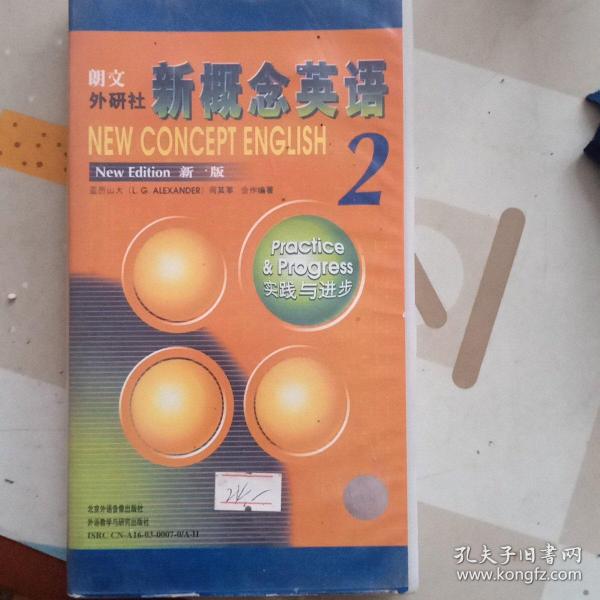 朗文
外研社
新概念英语
NEW CONCEPT ENGLISH
2
New Edition 新一版
亚历山大（L. G. ALEXANDER）何其莘 合作编著
Practice
& Progress
实践与进步
北京外语音像出版社
外语教学与研究出版社
ISRC CN-A16-03-0007-0/A·H
孔夫子旧书网
www.kongfz.com